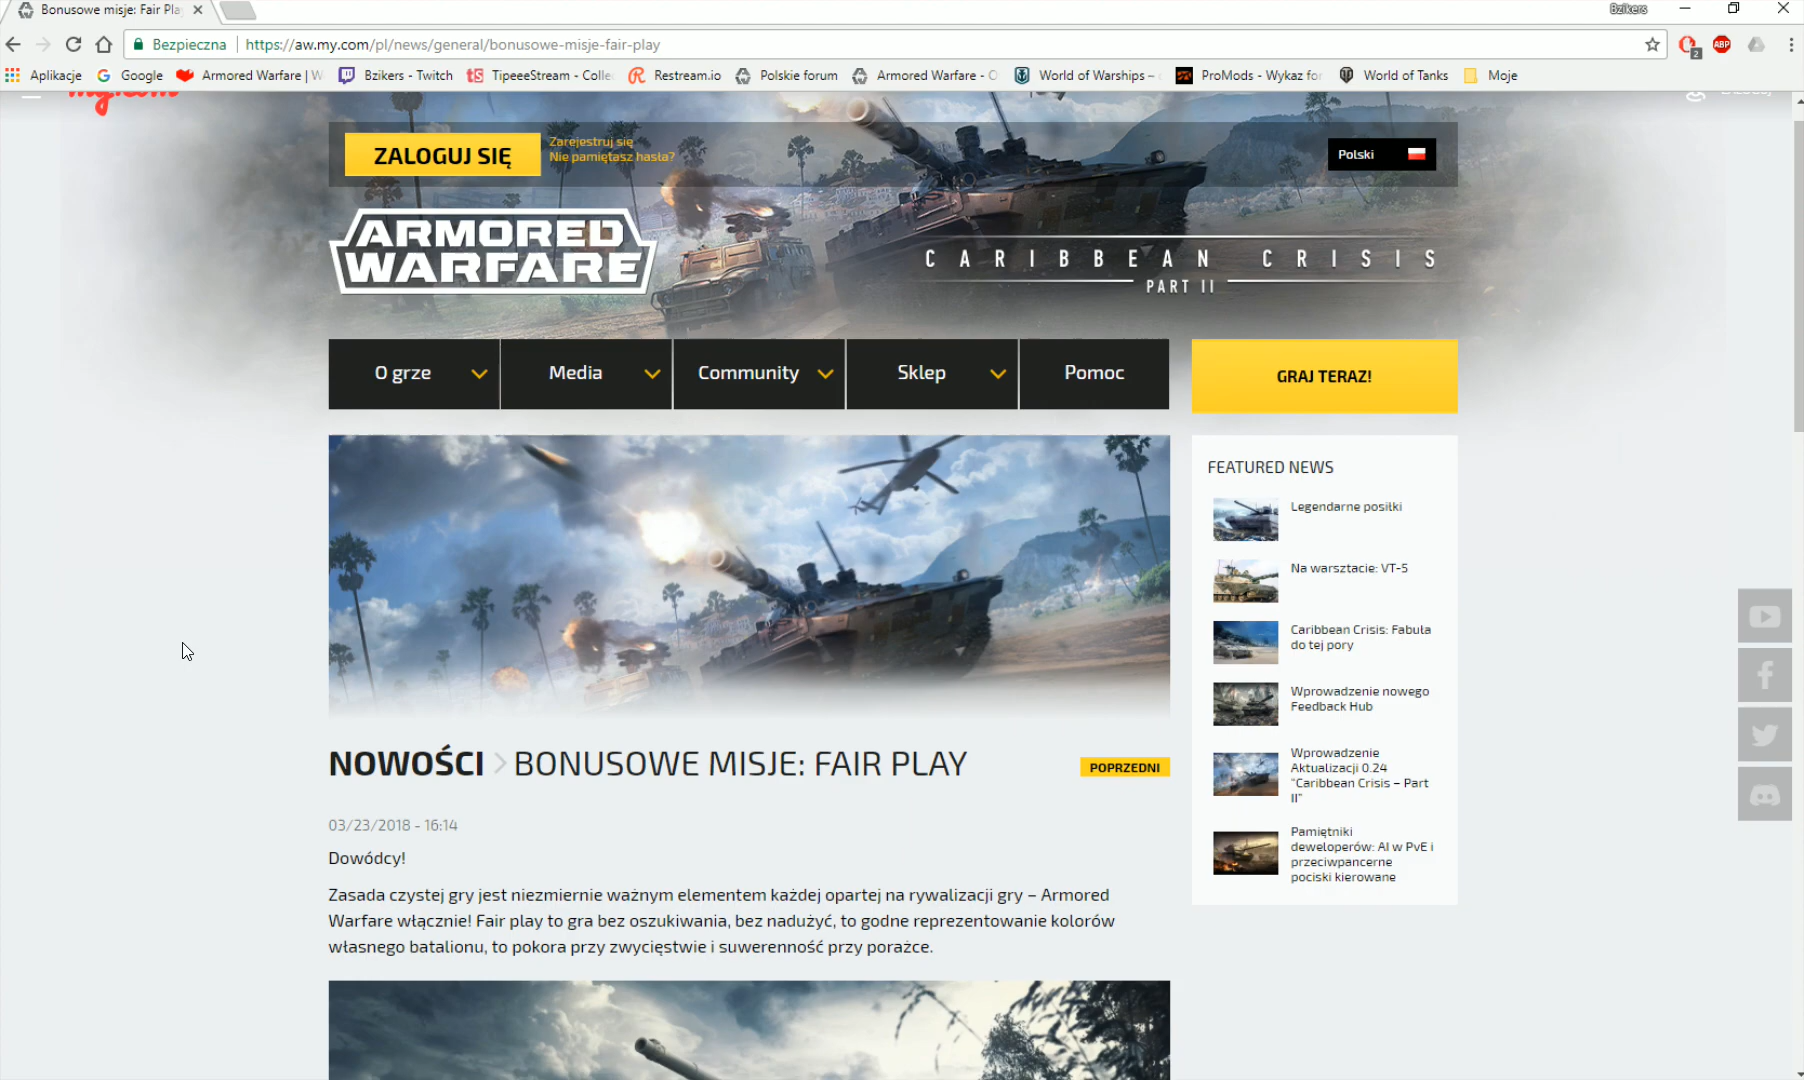 Bonusowe misje: Fair Pla
Bzikers
Bezpieczna
https://aw.my.com/pl/news/general/bonusowe-misje-fair-play
2
ABP
Aplikacje
Google
Armored Warfare | W
Bzikers - Twitch
TipeeeStream - Colle
Restream.io
Polskie forum
Armored Warfare - O
World of Warships –
ProMods - Wykaz for
World of Tanks
Moje
my.com
ZALOGUJ SIĘ
Zarejestruj się
Nie pamiętasz hasła?
Polski
ARMORED
WARFARE
CARIBBEAN CRISIS
PART II
O grze
Media
Community
Sklep
Pomoc
GRAJ TERAZ!
FEATURED NEWS
Legendarne posiłki
Na warsztacie: VT-5
Caribbean Crisis: Fabuła
do tej pory
Wprowadzenie nowego
Feedback Hub
Wprowadzenie
Aktualizacji 0.24
"Caribbean Crisis – Part
II"
Pamiętniki
deweloperów: AI w PvE i
przeciwpancerne
pociski kierowane
NOWOŚCI > BONUSOWE MISJE: FAIR PLAY
POPRZEDNI
03/23/2018 - 16:14
Dowódcy!
Zasada czystej gry jest niezmiernie ważnym elementem każdej opartej na rywalizacji gry – Armored
Warfare włącznie! Fair play to gra bez oszukiwania, bez nadużyć, to godne reprezentowanie kolorów
własnego batalionu, to pokora przy zwycięstwie i suwerenność przy porażce.